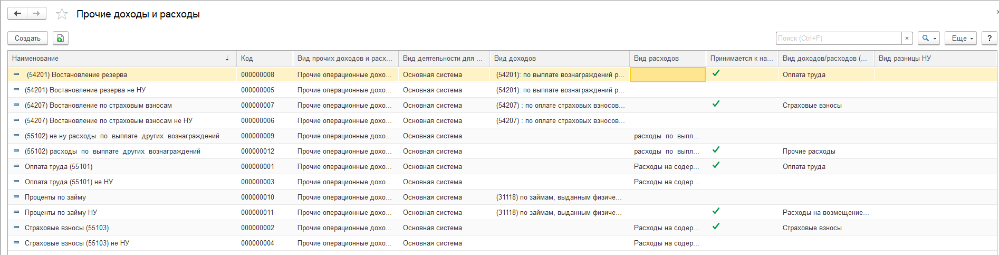 Прочие доходы и расходы
Создать Поиск (Ctrl+F) × Еще ?
Наименование ↓ Код Вид прочих доходов и расх... Вид деятельности для ... Вид доходов Вид расходов Принимается к на... Вид доходов/расходов (... Вид разницы НУ
(54201) Востановление резерва 000000008 Прочие операционные дохо... Основная система (54201): по выплате вознаграждений р... Оплата труда
(54201) Востановление резерва не НУ 000000005 Прочие операционные дохо... Основная система (54201): по выплате вознаграждений р...
(54207) Востановление по страховым взносам 000000007 Прочие операционные дохо... Основная система (54207) : по оплате страховых взносов... Страховые взносы
(54207) Востановление по страховым взносам не НУ 000000006 Прочие операционные дохо... Основная система (54207) : по оплате страховых взносов...
(55102) не ну расходы по выплате других вознаграждений 000000009 Прочие операционные дохо... Основная система расходы по выпл...
(55102) расходы по выплате других вознаграждений 000000012 Прочие операционные дохо... Основная система расходы по выпл... Прочие расходы
Оплата труда (55101) 000000001 Прочие операционные дохо... Основная система Расходы на содер... Оплата труда
Оплата труда (55101) не НУ 000000003 Прочие операционные дохо... Основная система Расходы на содер...
Проценты по займу 000000010 Прочие операционные дохо... Основная система (31118) по займам, выданным физиче...
Проценты по займу НУ 000000011 Прочие операционные дохо... Основная система (31118) по займам, выданным физиче... Расходы на возмещение...
Страховые взносы (55103) 000000002 Прочие операционные дохо... Основная система Расходы на содер... Страховые взносы
Страховые взносы (55103) не НУ 000000004 Прочие операционные дохо... Основная система Расходы на содер...